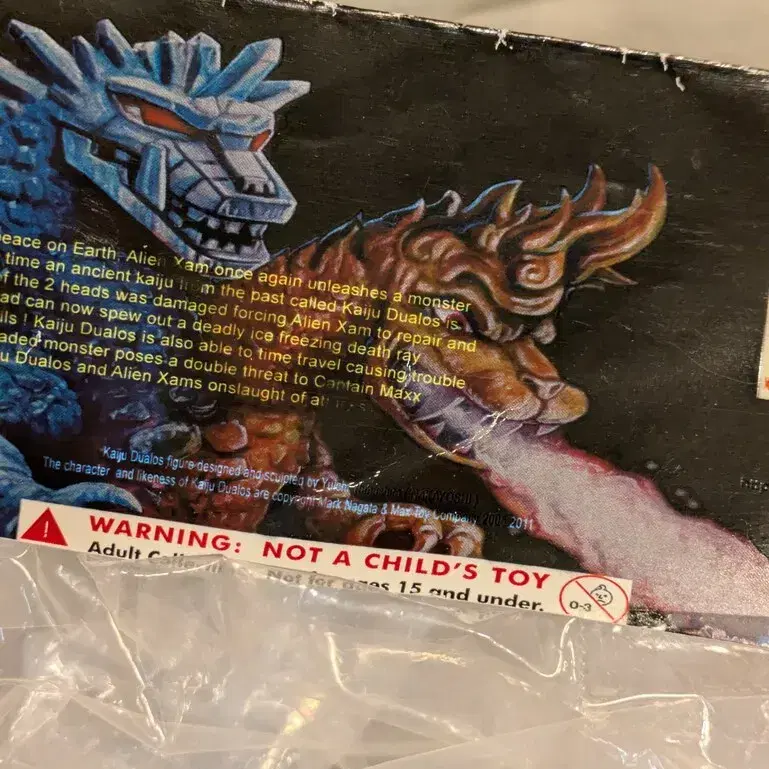 eace on Earth, Alien Xam once again unleashes a monster
time an ancient kaiju from the past called Kaiju Dualos is
f the 2 heads was damaged forcing Alien Xam to repair and
ad can now spew out a deadly ice freezing death ray
ils ! Kaiju Dualos is also able to time travel causing trouble
aded monster poses a double threat to Captain Maxx
u Dualos and Alien Xams onslaught of
Kaiju Dualos figure designed and sculpted by
The character and likeness of Kaiju Dualos are copyright Mark Nagata & Max Toy Company 2011
WARNING: NOT A CHILD'S TOY
Adult Not for ages 15 and under.
0-3